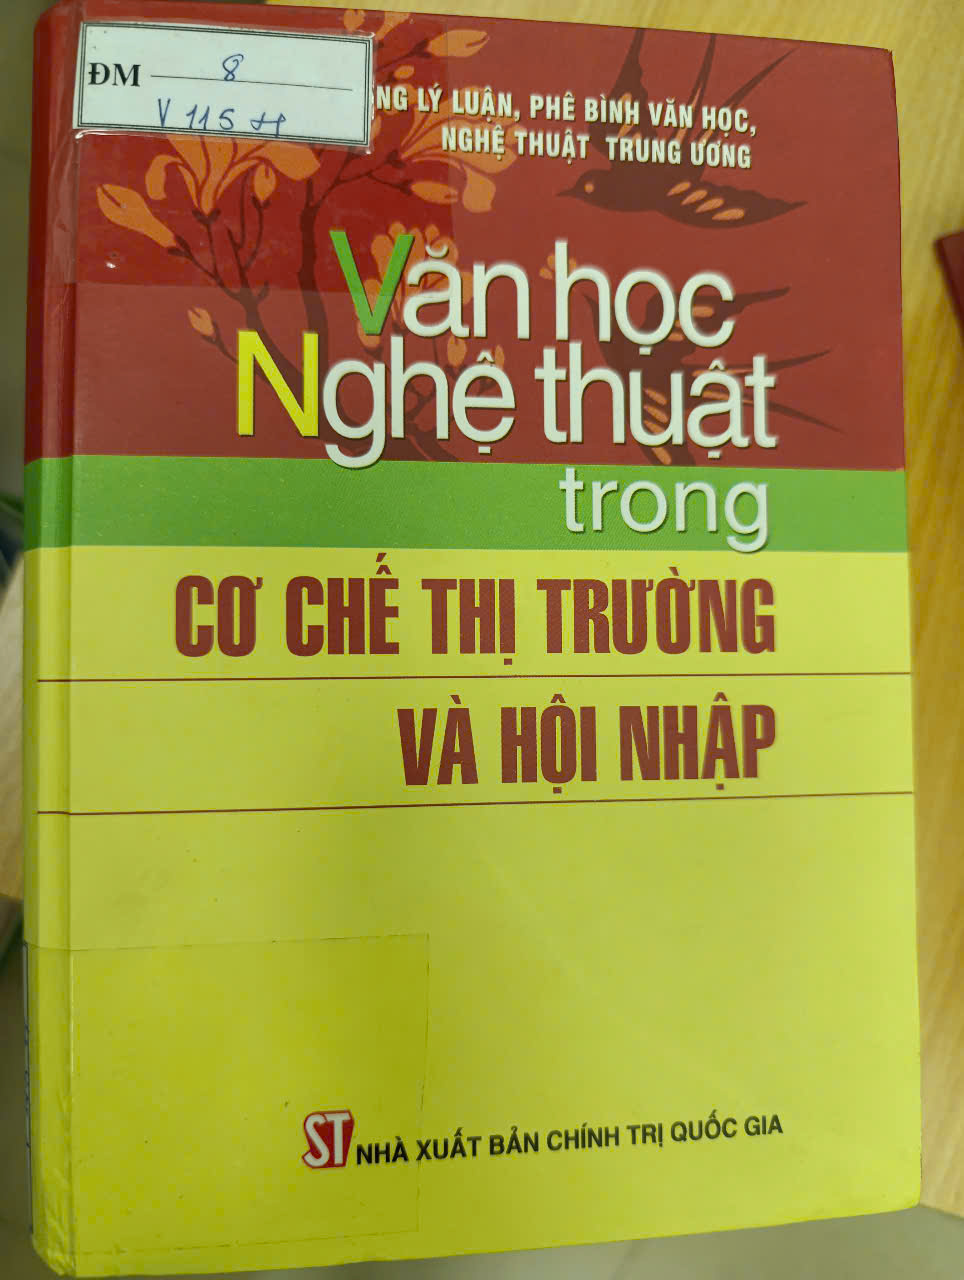 ĐM 8
V 115 H
NG LÝ LUẬN, PHÊ BÌNH VĂN HỌC,
NGHỆ THUẬT TRUNG ƯƠNG
Văn học
Nghệ thuật
trong
CƠ CHẾ THỊ TRƯỜNG
VÀ HỘI NHẬP
ST NHÀ XUẤT BẢN CHÍNH TRỊ QUỐC GIA